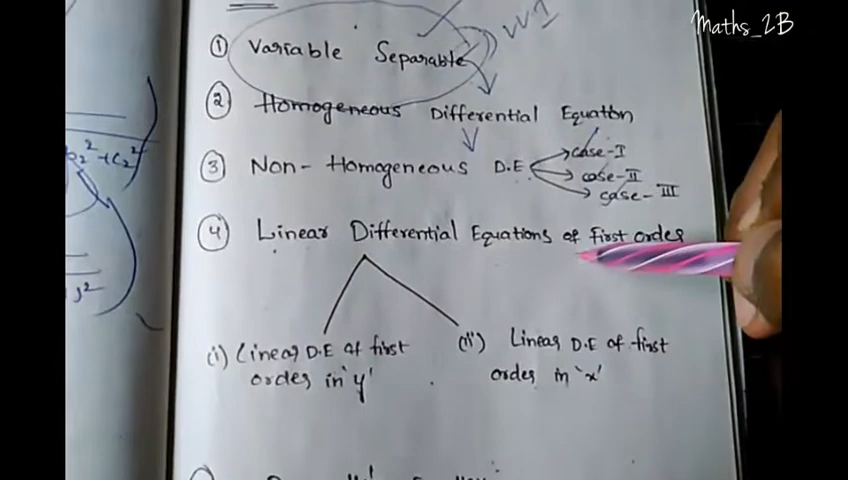 Maths_2B
VVI
① Variable Separable
② Homogeneous Differential Equation
③ Non-Homogeneous D.E
case-I
case-II
case-III
④ Linear Differential Equations of First order
(i) Linear D.E of first
order in 'y'
(ii) Linear D.E of first
order in 'x'